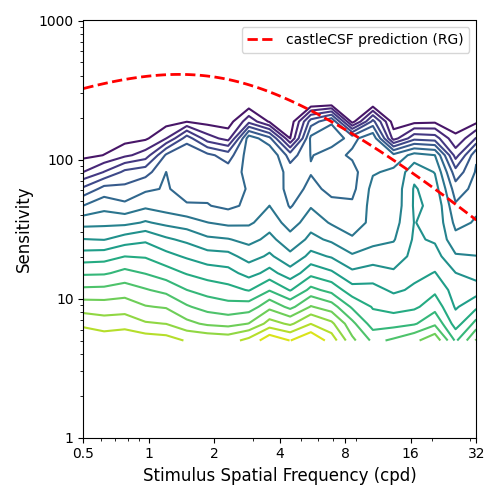 castleCSF prediction (RG)
Sensitivity
1000
100
10
1
0.5 1 2 4 8 16 32
Stimulus Spatial Frequency (cpd)